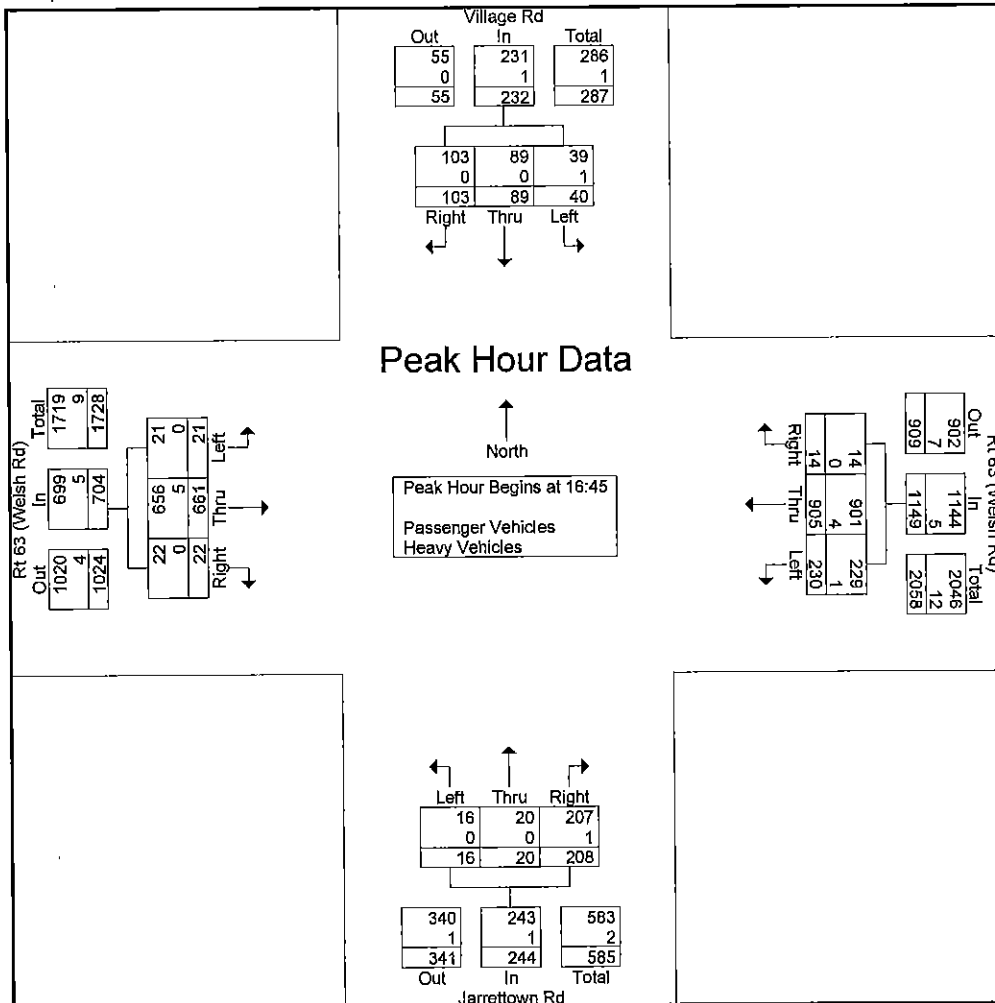 Village Rd
Out In Total
55 231 286
0 1 1
55 232 287
103 89 39
0 0 1
103 89 40
Right Thru Left
Peak Hour Data
North
Peak Hour Begins at 16:45
Passenger Vehicles
Heavy Vehicles
Rt 63 (Welsh Rd)
Total In Out
1719 699 1020
9 5 4
1728 704 1024
21 656 22
0 5 0
21 661 22
Left Thru Right
Rt 63 (Welsh Rd)
Out In Total
902 1144 2046
7 5 12
909 1149 2058
14 901 229
0 4 1
14 905 230
Right Thru Left
Left Thru Right
16 20 207
0 0 1
16 20 208
340 243 583
1 1 2
341 244 585
Out In Total
Jarrettown Rd